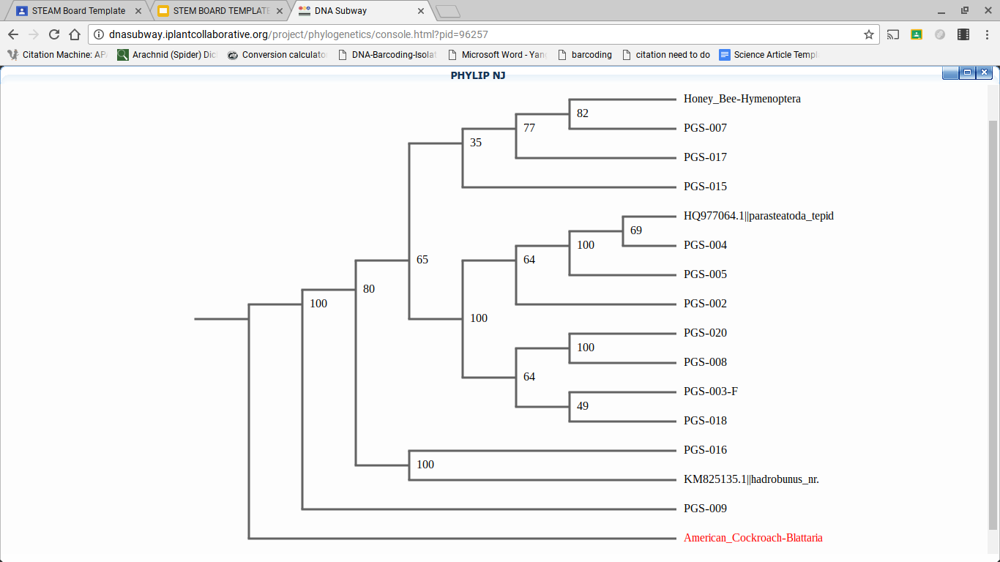 STEAM Board Template
STEM BOARD TEMPLATE
DNA Subway
dnasubway.iplantcollaborative.org/project/phylogenetics/console.html?pid=96257
Citation Machine: AP
Arachnid (Spider) Dic
Conversion calculato
DNA-Barcoding-Isolat
Microsoft Word - Yan
barcoding
citation need to do
Science Article Templ
PHYLIP NJ
Honey_Bee-Hymenoptera
82
PGS-007
77
35
PGS-017
PGS-015
HQ977064.1||parasteatoda_tepid
69
PGS-004
100
64
65
PGS-005
80
PGS-002
100
100
PGS-020
100
PGS-008
64
PGS-003-F
49
PGS-018
PGS-016
100
KM825135.1||hadrobunus_nr.
PGS-009
American_Cockroach-Blattaria